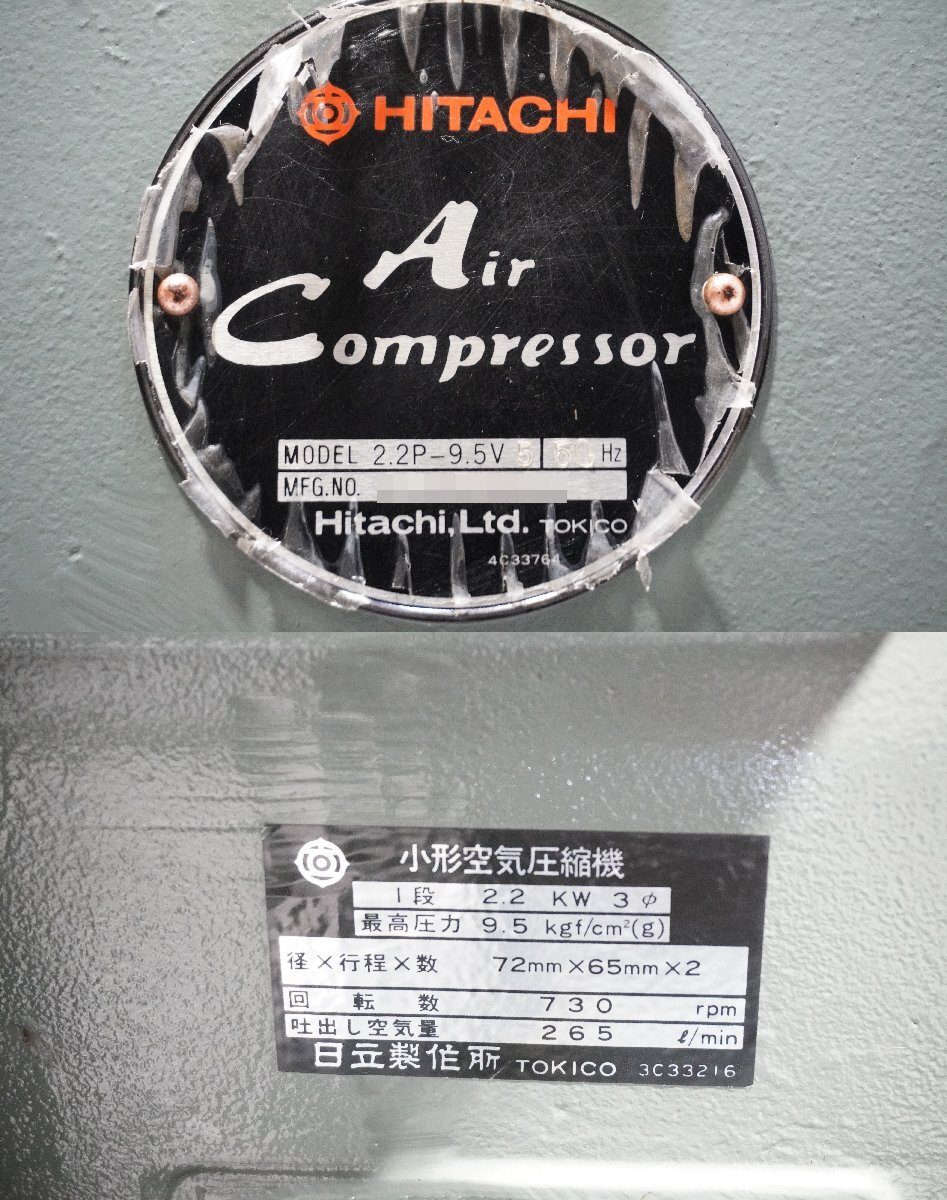 HITACHI
Air
Compressor
MODEL 2.2P-9.5V 5 50 Hz
MFG.NO.
Hitachi,Ltd. TOKICO
4C33764
小形空気圧縮機
1段 2.2 KW 3φ
最高圧力 9.5 kgf/cm²(g)
径×行程×数 72mm×65mm×2
回転数 730 rpm
吐出し空気量 265 ℓ/min
日立製作所 TOKICO 3C33216